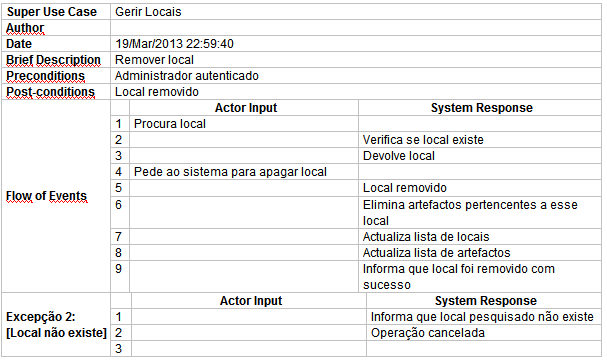 Super Use Case Gerir Locais
Author
Date 19/Mar/2013 22:59:40
Brief Description Remover local
Preconditions Administrador autenticado
Post-conditions Local removido
Flow of Events
Actor Input System Response
1 Procura local
2 Verifica se local existe
3 Devolve local
4 Pede ao sistema para apagar local
5 Local removido
6 Elimina artefactos pertencentes a esse
local
7 Actualiza lista de locais
8 Actualiza lista de artefactos
9 Informa que local foi removido com
sucesso
Excepção 2:
[Local não existe]
Actor Input System Response
1 Informa que local pesquisado não existe
2 Operação cancelada
3